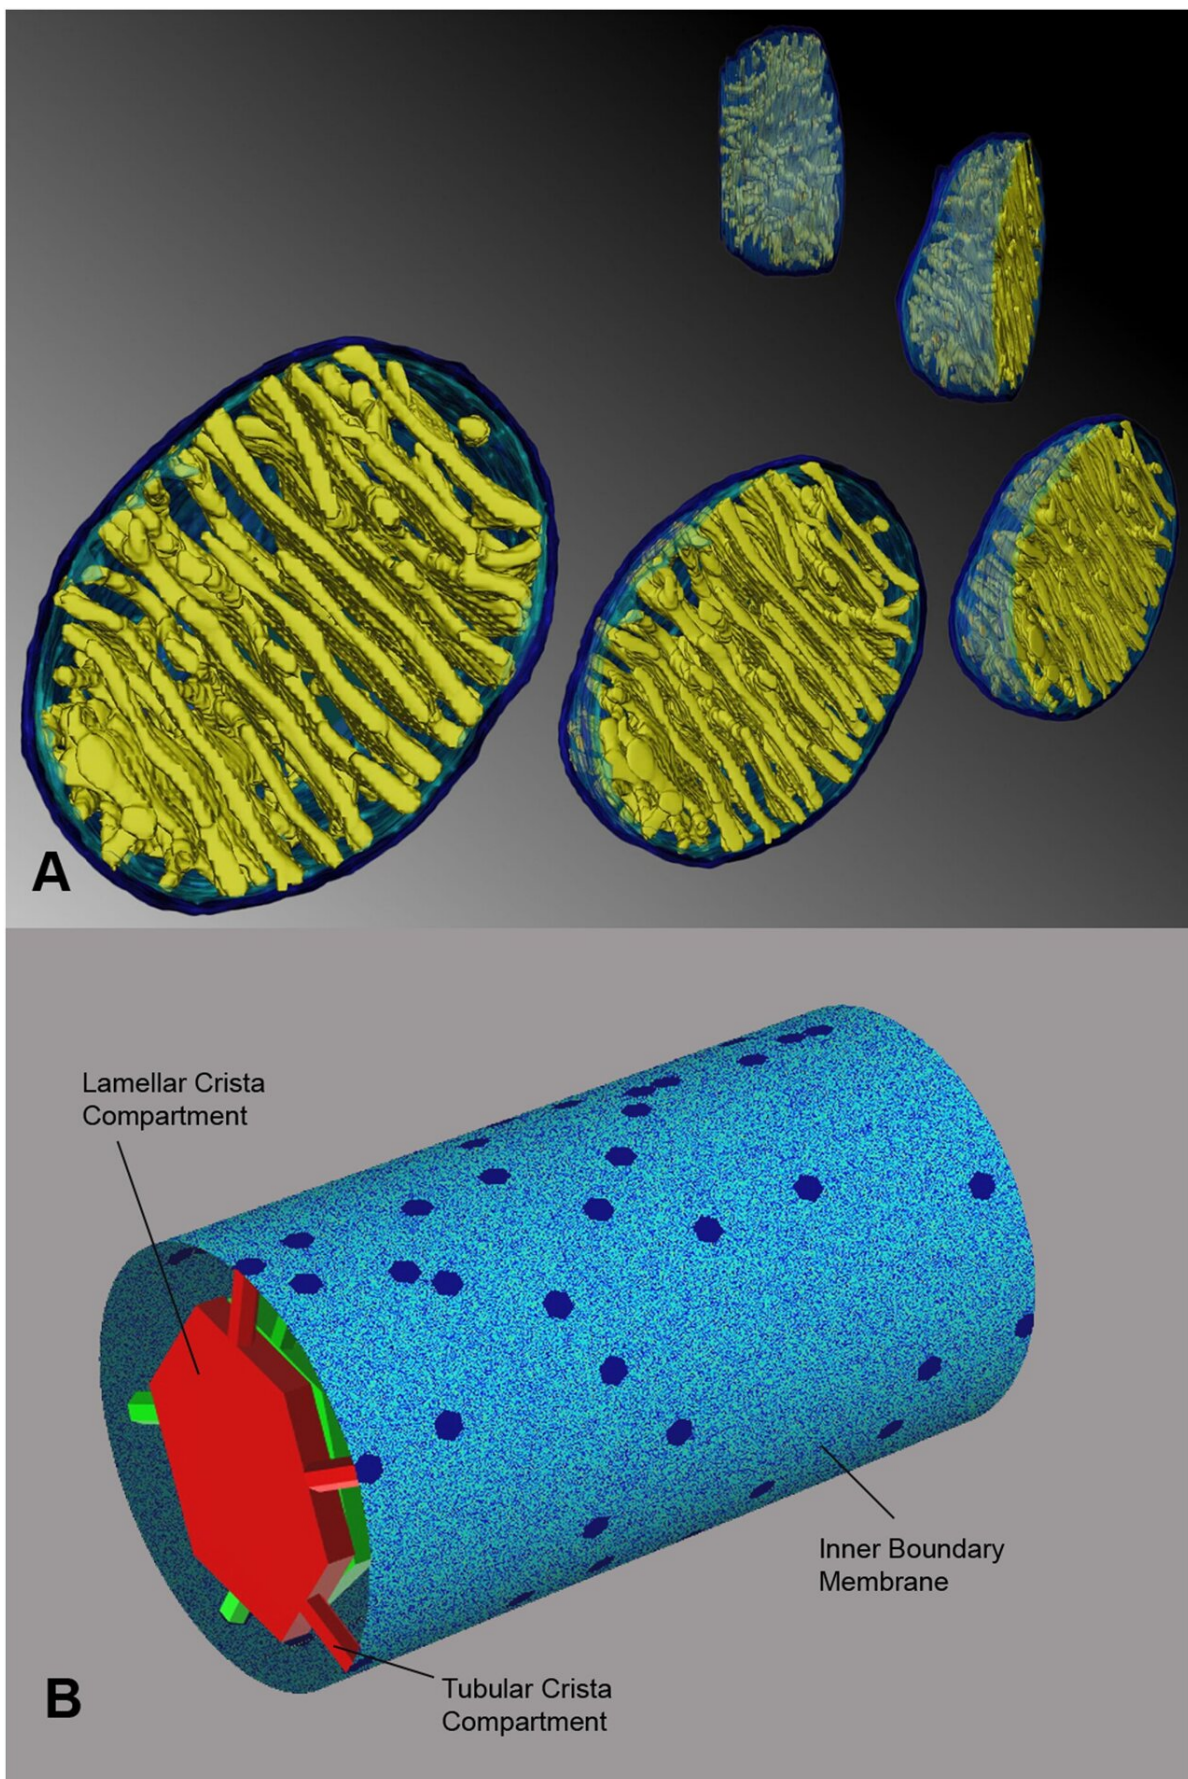 A
Lamellar Crista
Compartment
Inner Boundary
Membrane
Tubular Crista
Compartment
B